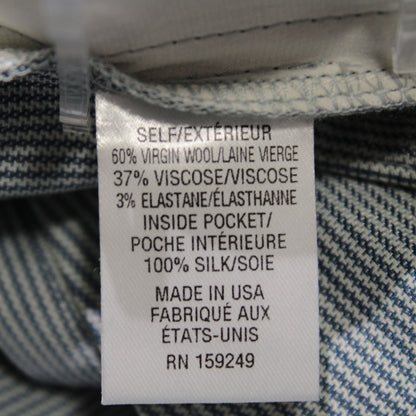 SELF/EXTÉRIEUR
60% VIRGIN WOOL/LAINE VIERGE
37% VISCOSE/VISCOSE
3% ELASTANE/ÉLASTHANNE
INSIDE POCKET/
POCHE INTÉRIEURE
100% SILK/SOIE
MADE IN USA
FABRIQUÉ AUX
ÉTATS-UNIS
RN 159249